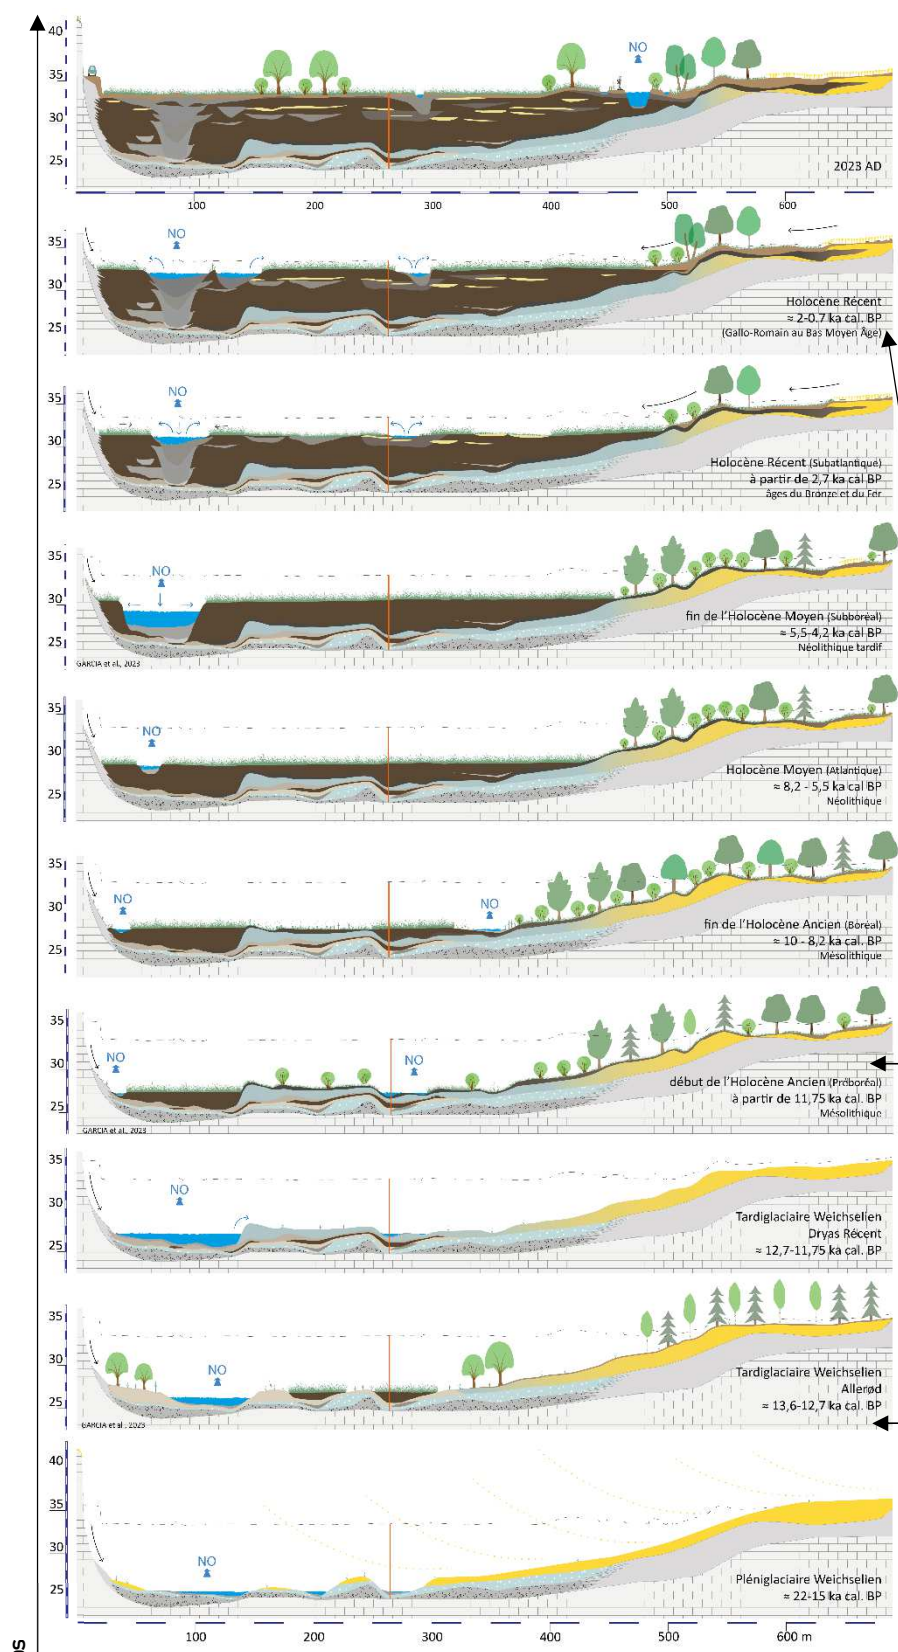 40
35
30
25
NO
2023 AD
100 200 300 400 500 600
35
30
25
NO
Holocène Récent
≈ 2-0,7 ka cal. BP
(Gallo-Romain au Bas Moyen Âge)
35
30
25
NO
Holocène Récent (Subatlantique)
à partir de 2,7 ka cal BP
âges du Bronze et du Fer
35
30
25
NO
fin de l'Holocène Moyen (Subboréal)
≈ 5,5-4,2 ka cal BP
Néolithique tardif
GARCIA et al., 2023
35
30
25
NO
Holocène Moyen (Atlantique)
≈ 8,2 - 5,5 ka cal BP
Néolithique
35
30
25
NO NO
fin de l'Holocène Ancien (Boréal)
≈ 10 - 8,2 ka cal. BP
Mésolithique
35
30
25
NO NO
début de l'Holocène Ancien (Préboréal)
à partir de 11,75 ka cal. BP
Mésolithique
GARCIA et al., 2023
35
30
25
NO
Tardiglaciaire Weichselien
Dryas Récent
≈ 12,7-11,75 ka cal. BP
35
30
25
NO
Tardiglaciaire Weichselien
Allerød
≈ 13,6-12,7 ka cal. BP
GARCIA et al., 2023
40
35
30
25
NO
Pléniglaciaire Weichselien
≈ 22-15 ka cal. BP
100 200 300 400 500 600 m